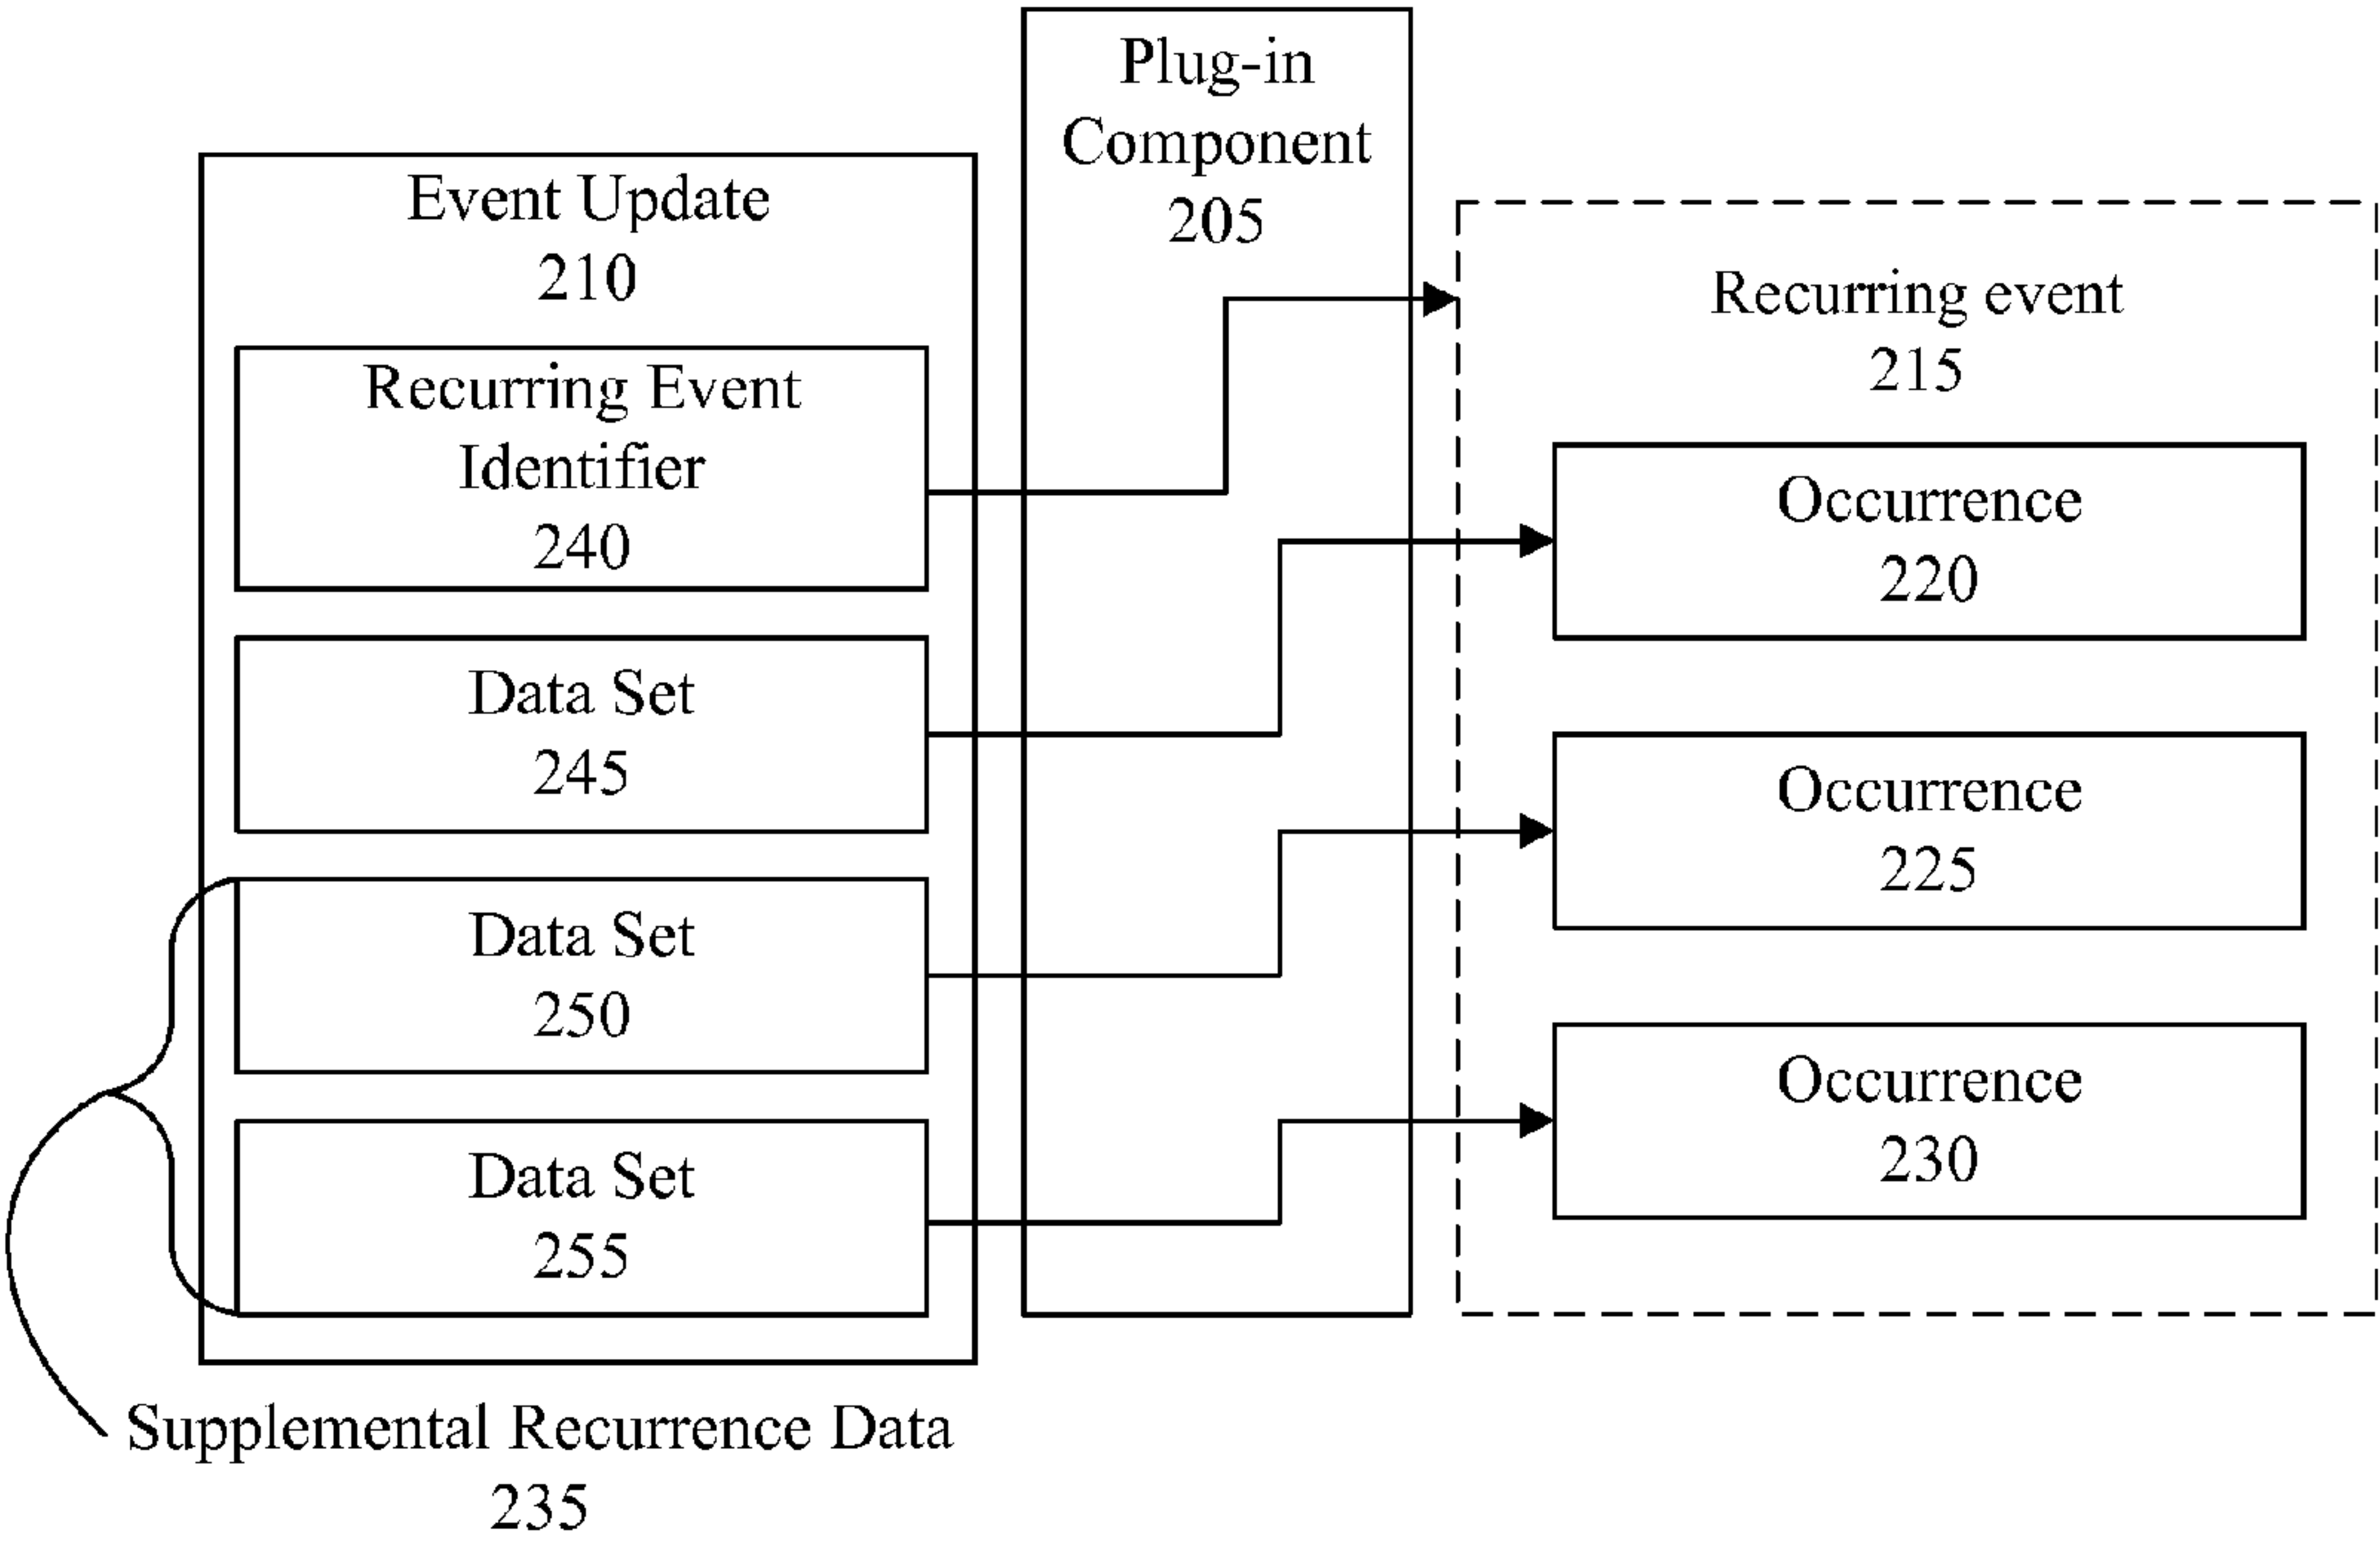 Plug-in
Component
205
Event Update
210
Recurring Event
Identifier
240
Data Set
245
Data Set
250
Data Set
255
Supplemental Recurrence Data
235
Recurring event
215
Occurrence
220
Occurrence
225
Occurrence
230